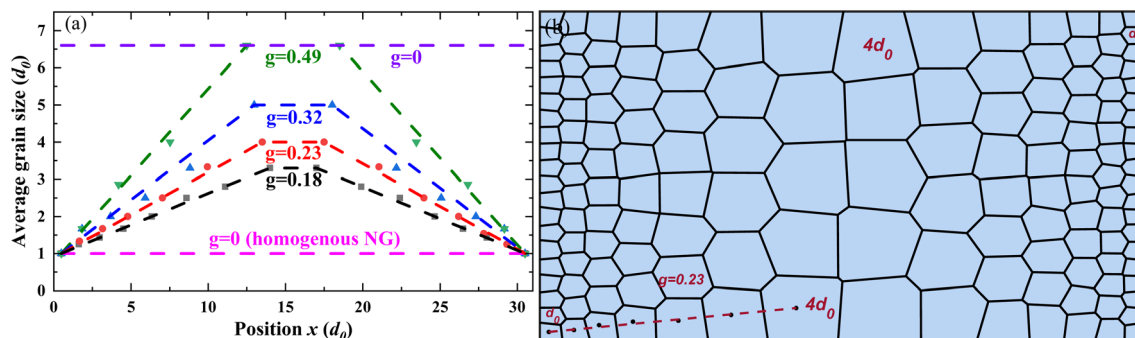 (a)
7
6
5
4
3
2
1
0
Average grain size (d₀)
g=0.49
g=0
g=0.32
g=0.23
g=0.18
g=0 (homogenous NG)
0 5 10 15 20 25 30
Position x (d₀)
(b)
4d₀
d
g=0.23
d₀
4d₀